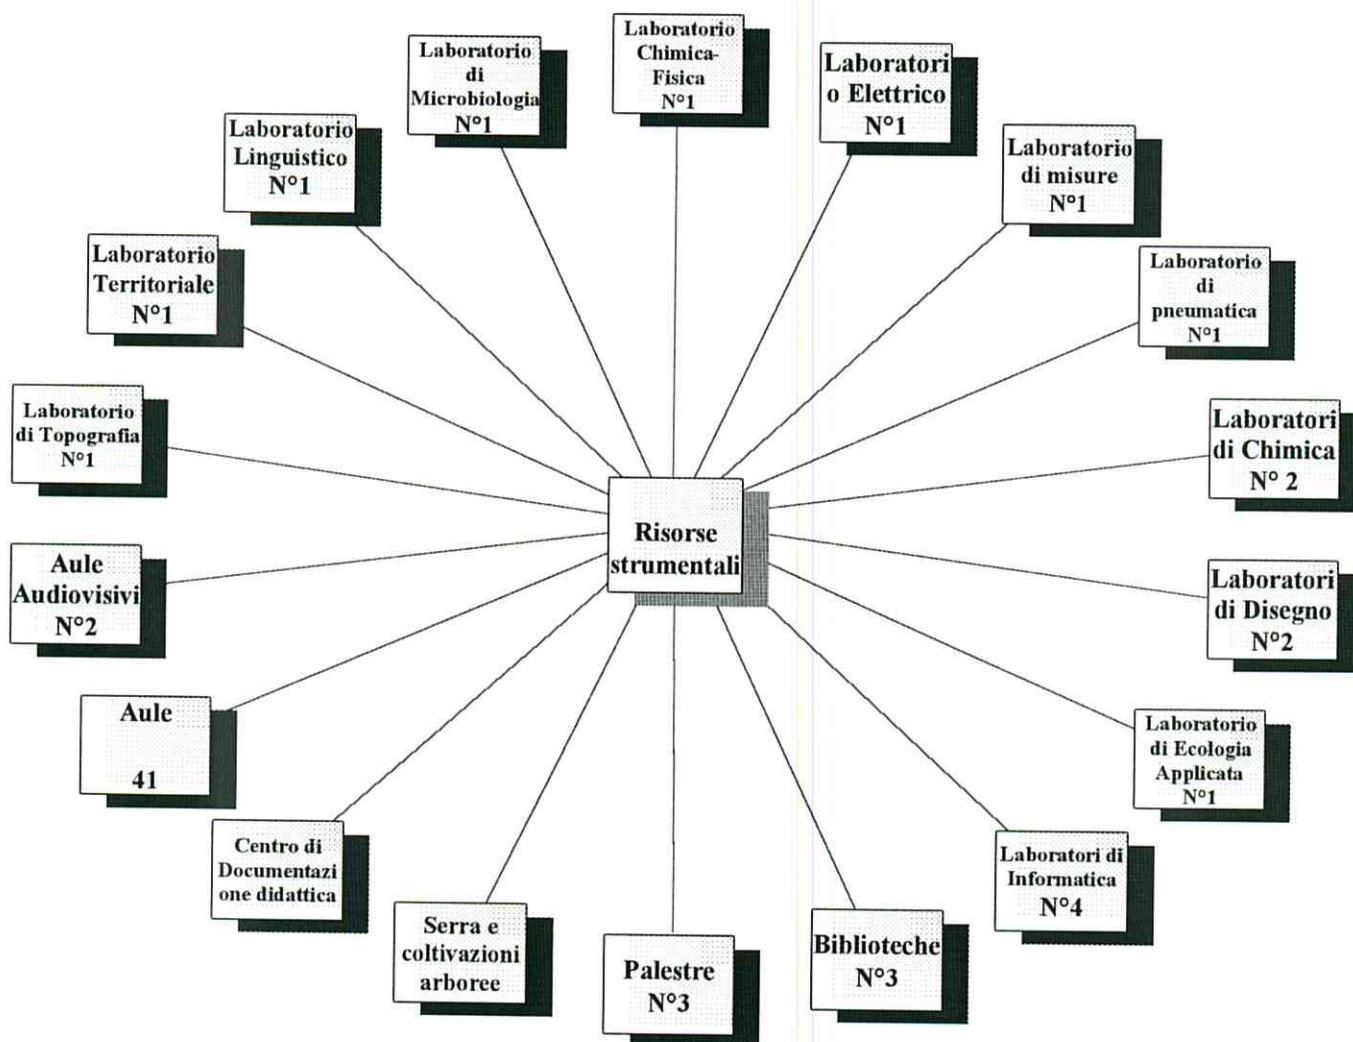 Laboratorio
Chimica-
Fisica
N°1
Laboratori
o Elettrico
N°1
Laboratorio
di misure
N°1
Laboratorio
di
pneumatica
N°1
Laboratori
di Chimica
N° 2
Laboratori
di Disegno
N°2
Laboratorio
di Ecologia
Applicata
N°1
Laboratori di
Informatica
N°4
Biblioteche
N°3
Palestre
N°3
Serra e
coltivazioni
arboree
Centro di
Documentazi
one didattica
Aule
41
Aule
Audiovisivi
N°2
Laboratorio
di Topografia
N°1
Laboratorio
Territoriale
N°1
Laboratorio
Linguistico
N°1
Laboratorio
di
Microbiologia
N°1
Risorse
strumentali